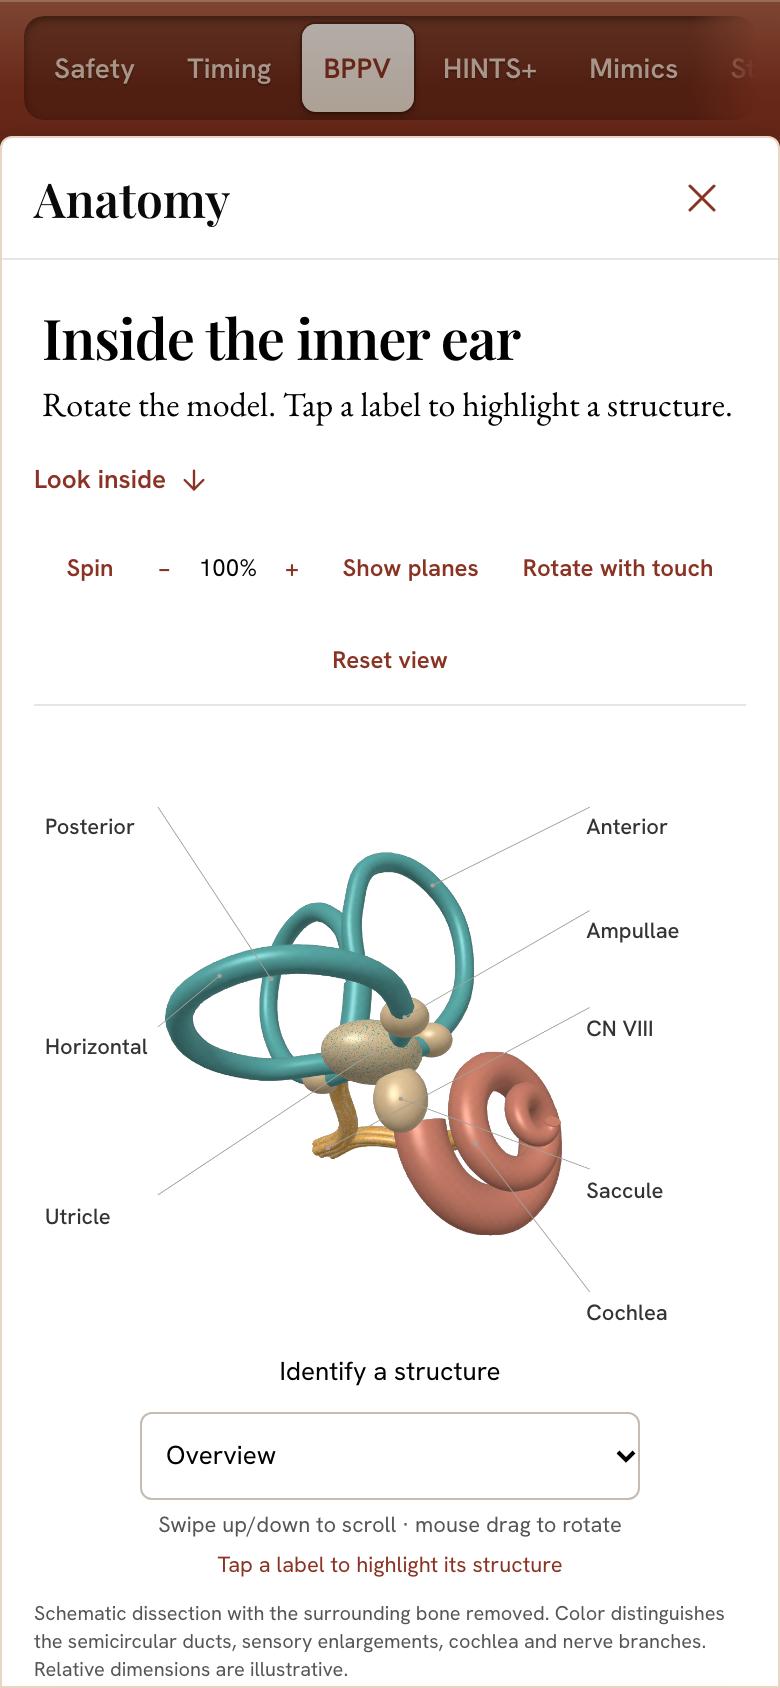 Safety Timing BPPV HINTS+ Mimics
Anatomy
Inside the inner ear
Rotate the model. Tap a label to highlight a structure.
Look inside ↓
Spin − 100% + Show planes Rotate with touch
Reset view
Posterior Anterior
Ampullae
CN VIII
Horizontal
Saccule
Utricle
Cochlea
Identify a structure
Overview
Swipe up/down to scroll · mouse drag to rotate
Tap a label to highlight its structure
Schematic dissection with the surrounding bone removed. Color distinguishes
the semicircular ducts, sensory enlargements, cochlea and nerve branches.
Relative dimensions are illustrative.